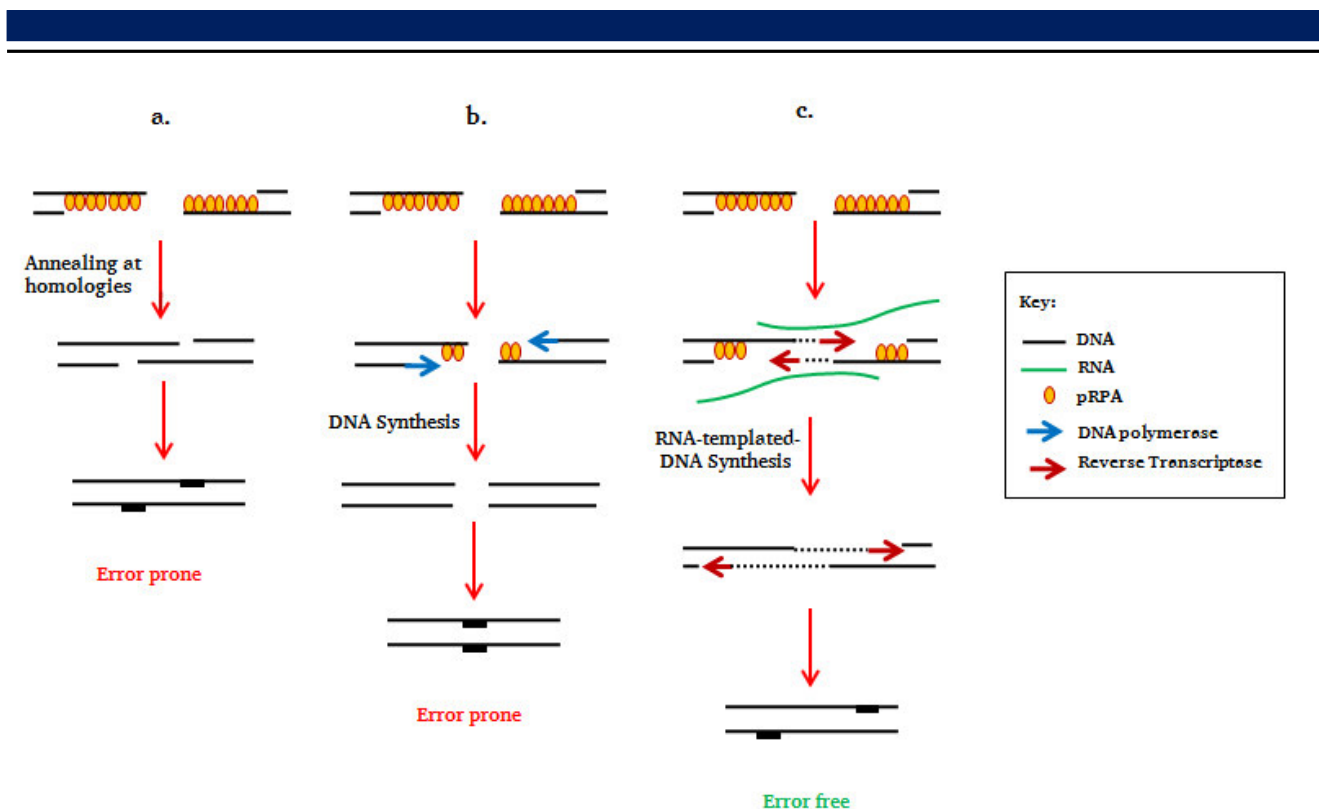 a.
b.
c.
Annealing at
homologies
DNA Synthesis
RNA-templated-
DNA Synthesis
Error prone
Error prone
Error free
Key:
DNA
RNA
pRPA
DNA polymerase
Reverse Transcriptase